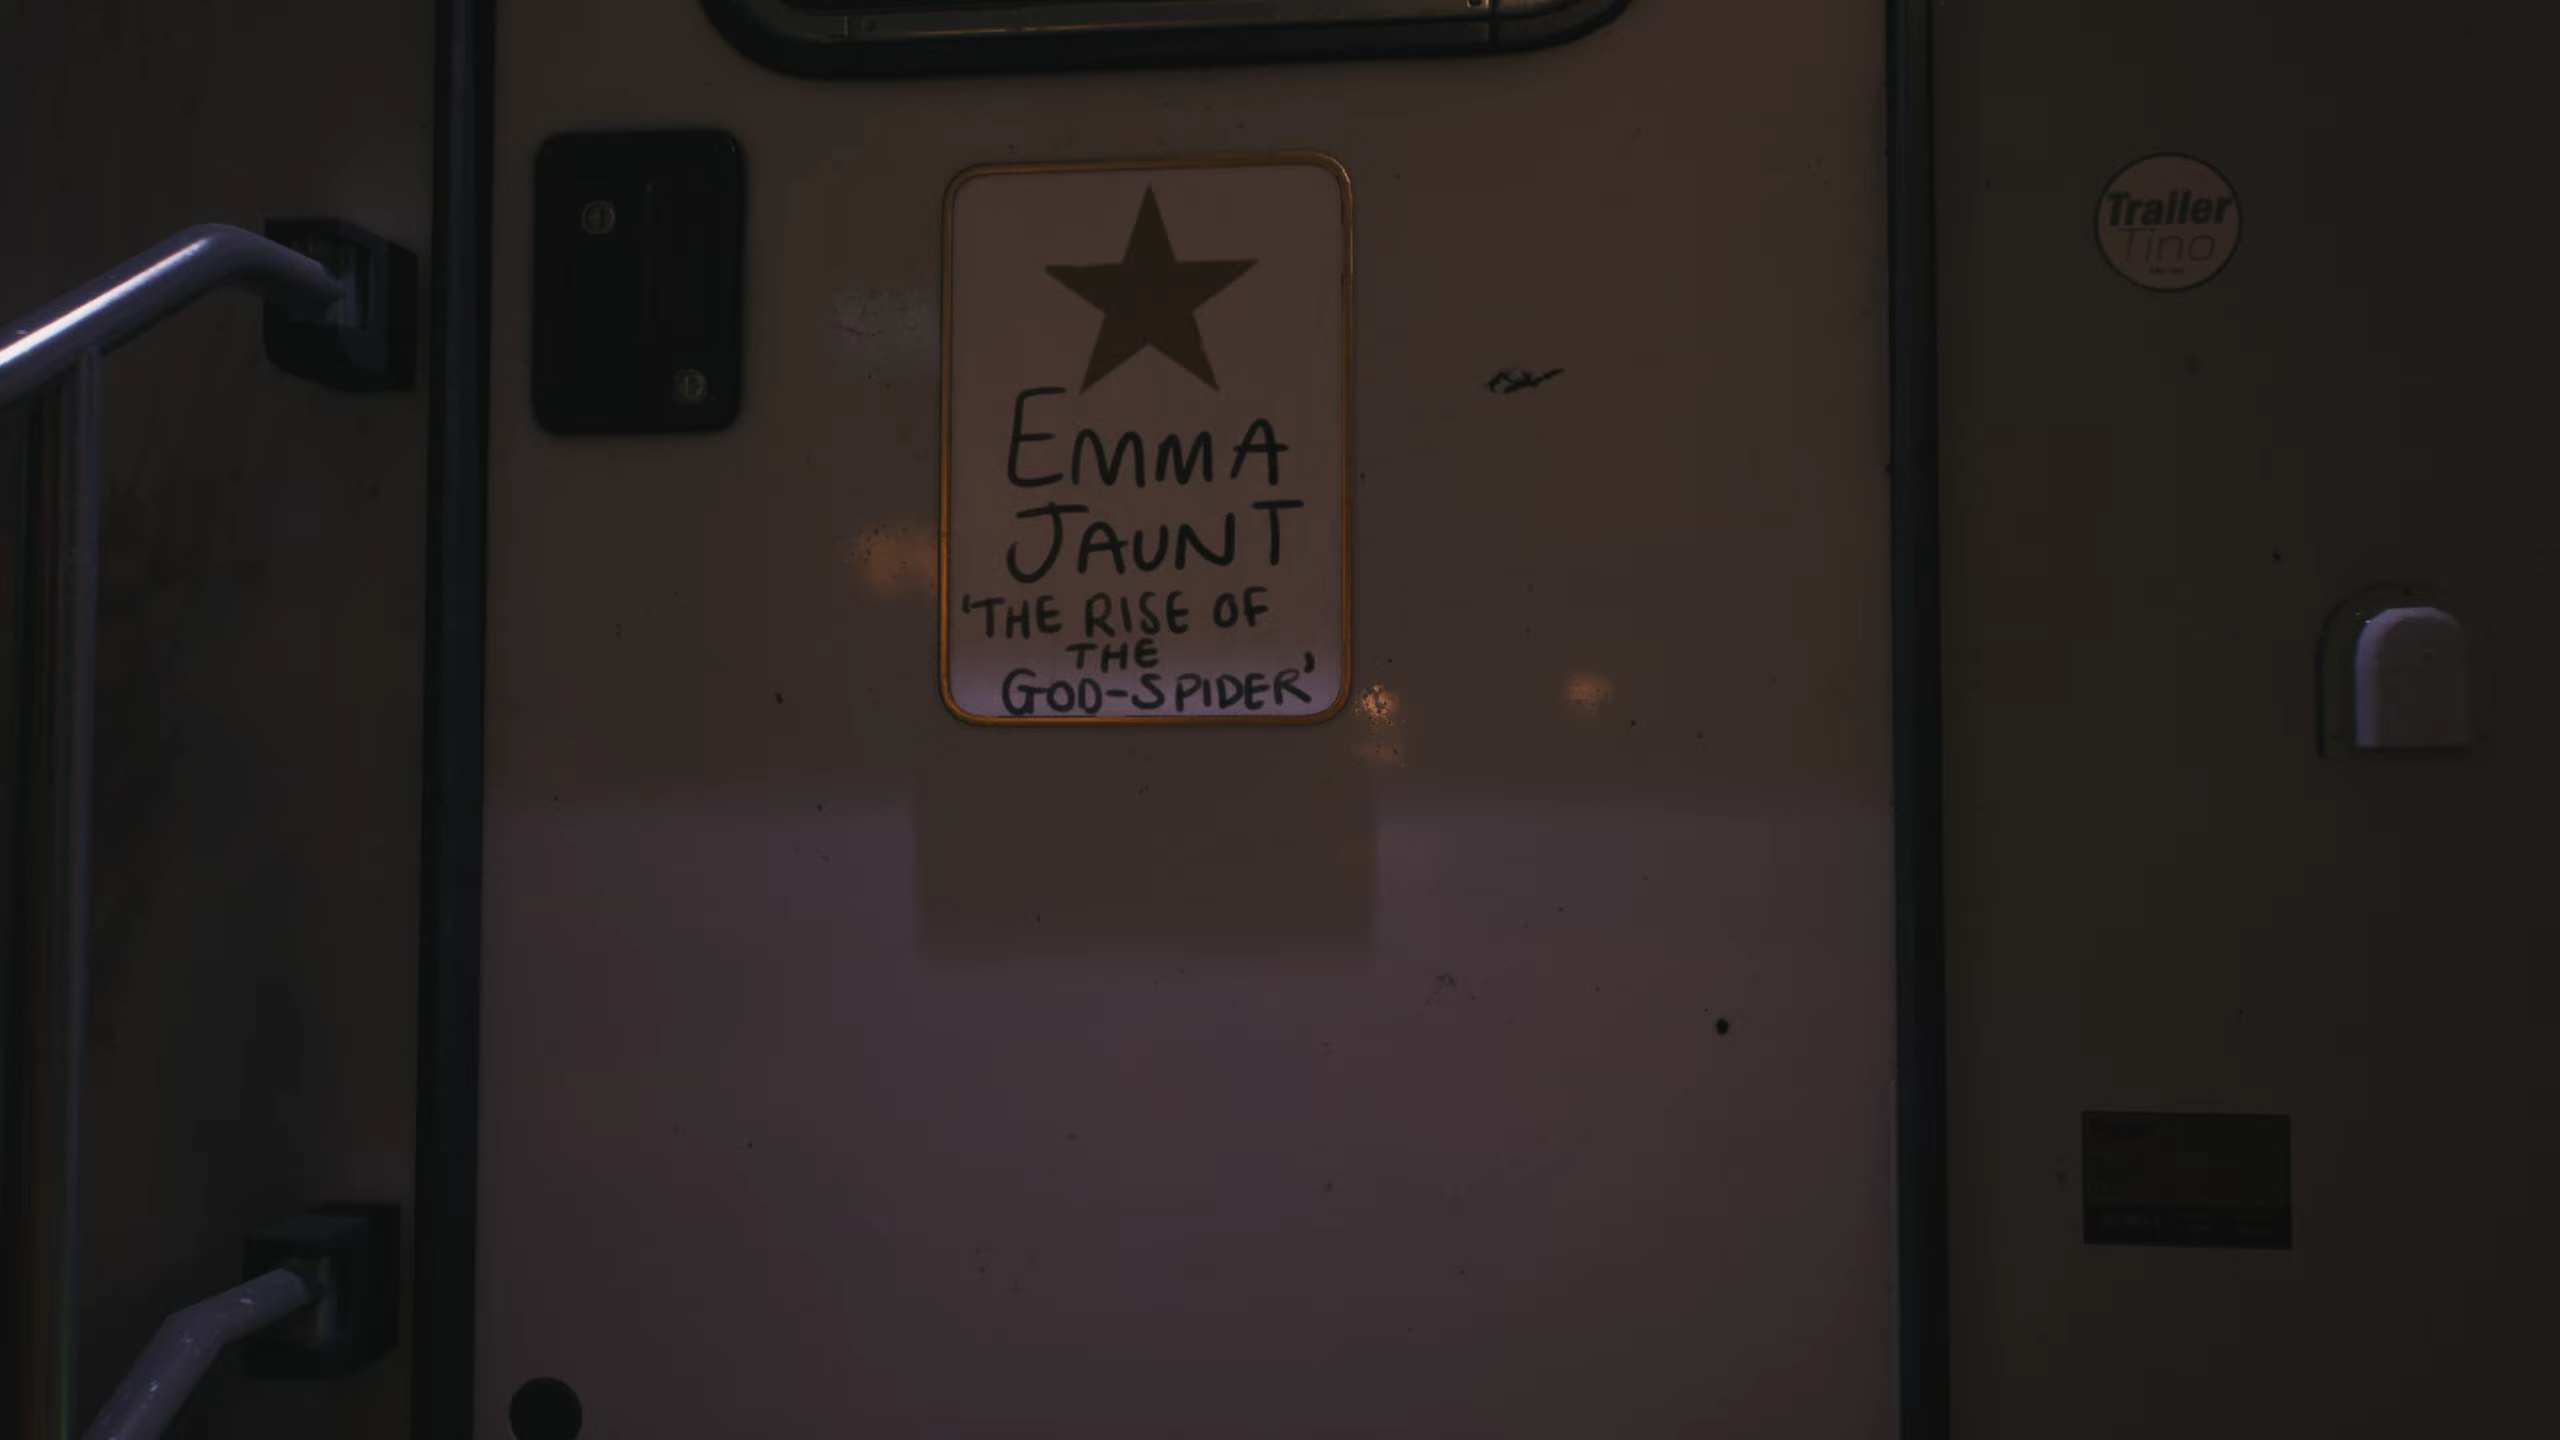 EMMA
JAUNT
'THE RISE OF
THE
GOD-SPIDER'
Trailer
Tino